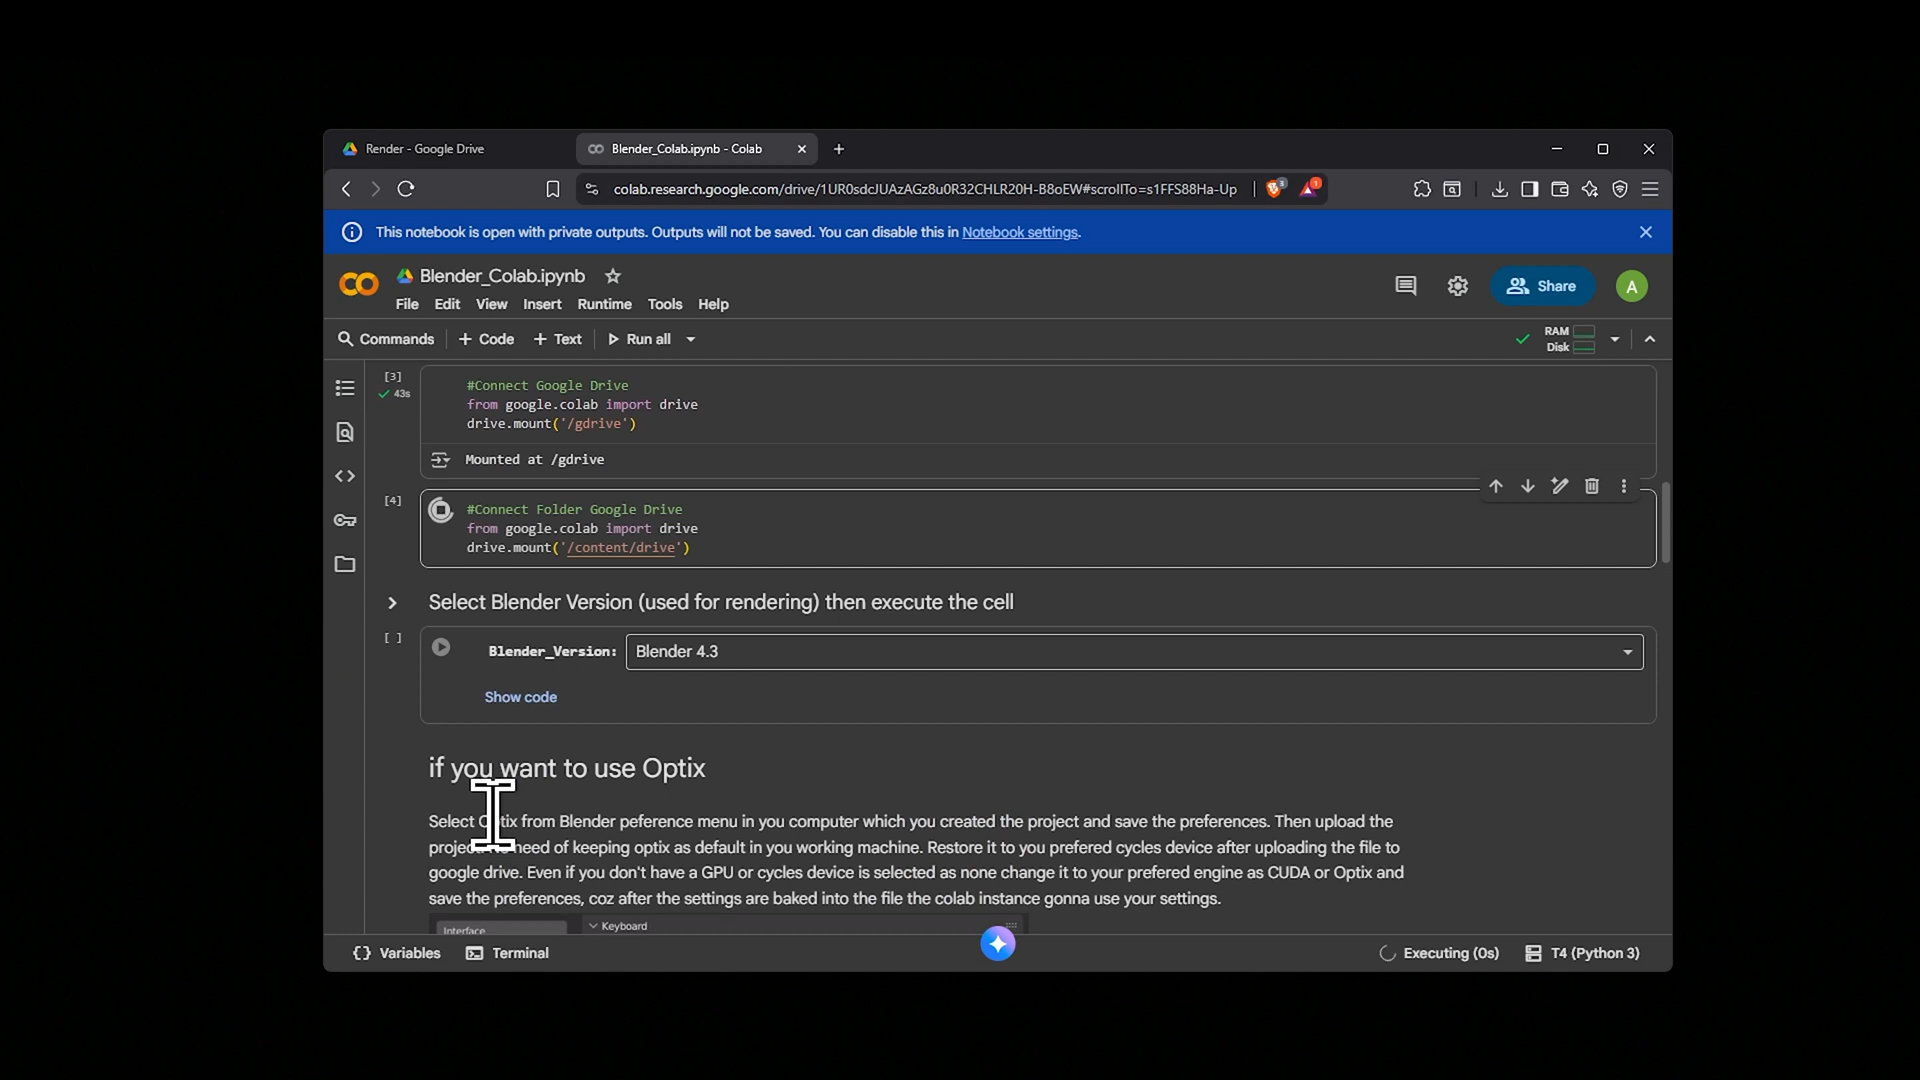 Render - Google Drive
Blender_Colab.ipynb - Colab
colab.research.google.com/drive/1UR0sdcJUAzAGz8u0R32CHLR20H-B8oEW#scrollTo=s1FFS88Ha-Up
3
1
This notebook is open with private outputs. Outputs will not be saved. You can disable this in Notebook settings.
Blender_Colab.ipynb
Share
A
File Edit View Insert Runtime Tools Help
Commands + Code + Text Run all
RAM
Disk
[3]
43s
#Connect Google Drive
from google.colab import drive
drive.mount('/gdrive')
Mounted at /gdrive
[4]
#Connect Folder Google Drive
from google.colab import drive
drive.mount('/content/drive')
Select Blender Version (used for rendering) then execute the cell
[ ]
Blender_Version: Blender 4.3
Show code
if you want to use Optix
Select Optix from Blender peference menu in you computer which you created the project and save the preferences. Then upload the
project. need of keeping optix as default in you working machine. Restore it to you prefered cycles device after uploading the file to
google drive. Even if you don't have a GPU or cycles device is selected as none change it to your prefered engine as CUDA or Optix and
save the preferences, coz after the settings are baked into the file the colab instance gonna use your settings.
Interface
Keyboard
Variables Terminal
Executing (0s) T4 (Python 3)